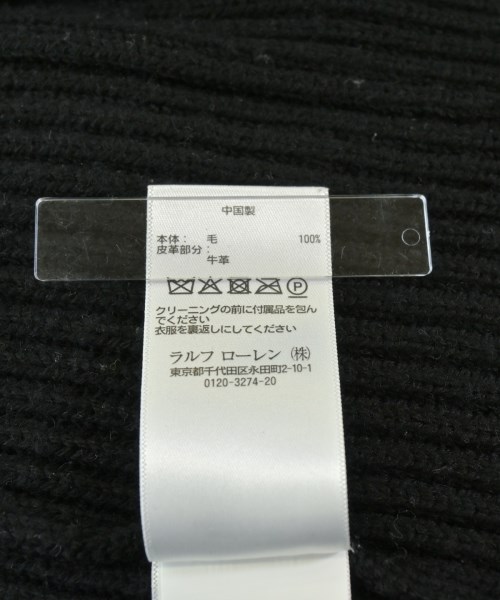 中国製
本体： 毛 100%
皮革部分：
牛革
P
クリーニングの前に付属品を包ん
でください
衣服を裏返しにしてください
ラルフ ローレン (株)
東京都千代田区永田町2-10-1
0120-3274-20